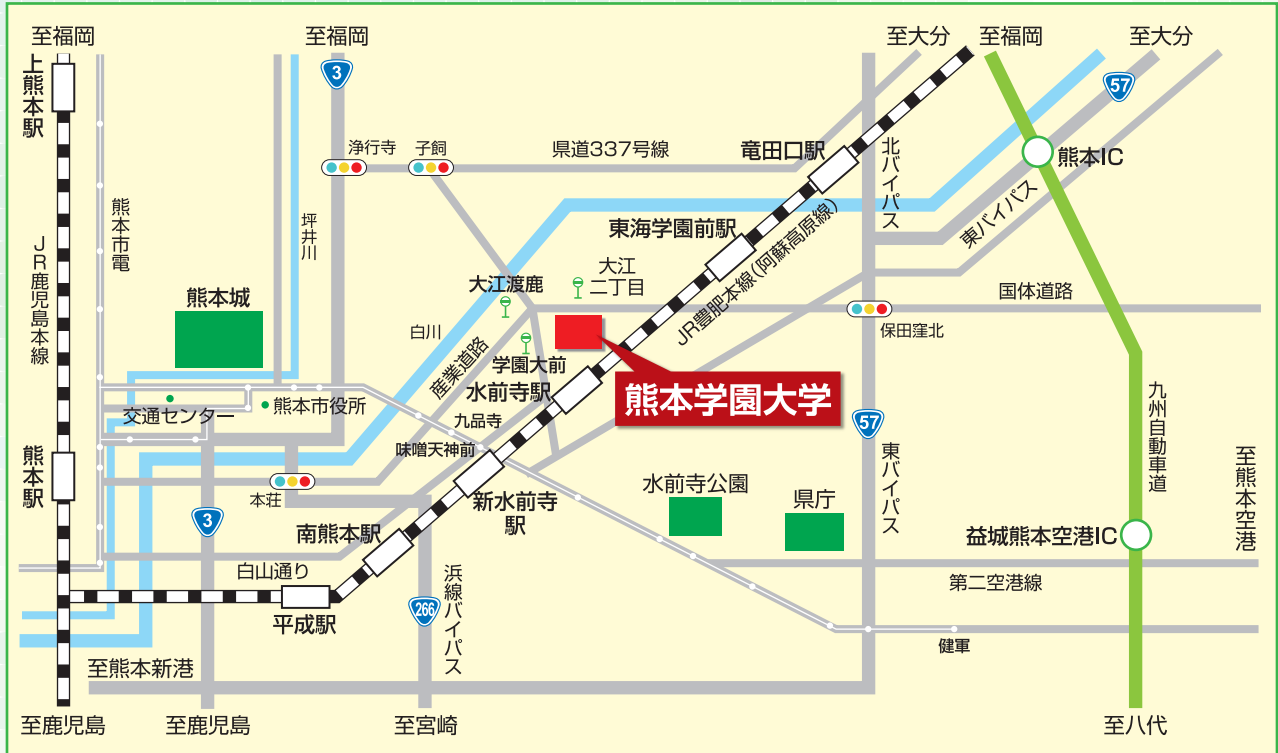 至福岡
至福岡
至大分
至福岡
至大分
上熊本駅
3
57
浄行寺
子飼
県道337号線
竜田口駅
北バイパス
熊本IC
熊本市電
坪井川
東海学園前駅
東バイパス
JR鹿児島本線
熊本城
大江渡鹿
大江
二丁目
JR豊肥本線(阿蘇高原線)
国体道路
白川
保田窪北
産業道路
学園大前
水前寺駅
熊本学園大学
交通センター
熊本市役所
九品寺
57
九州自動車道
味噌天神前
熊本駅
本荘
新水前寺
駅
水前寺公園
県庁
東バイパス
至熊本空港
3
南熊本駅
益城熊本空港IC
白山通り
浜線バイパス
第二空港線
266
平成駅
健軍
至熊本新港
至鹿児島
至鹿児島
至宮崎
至八代